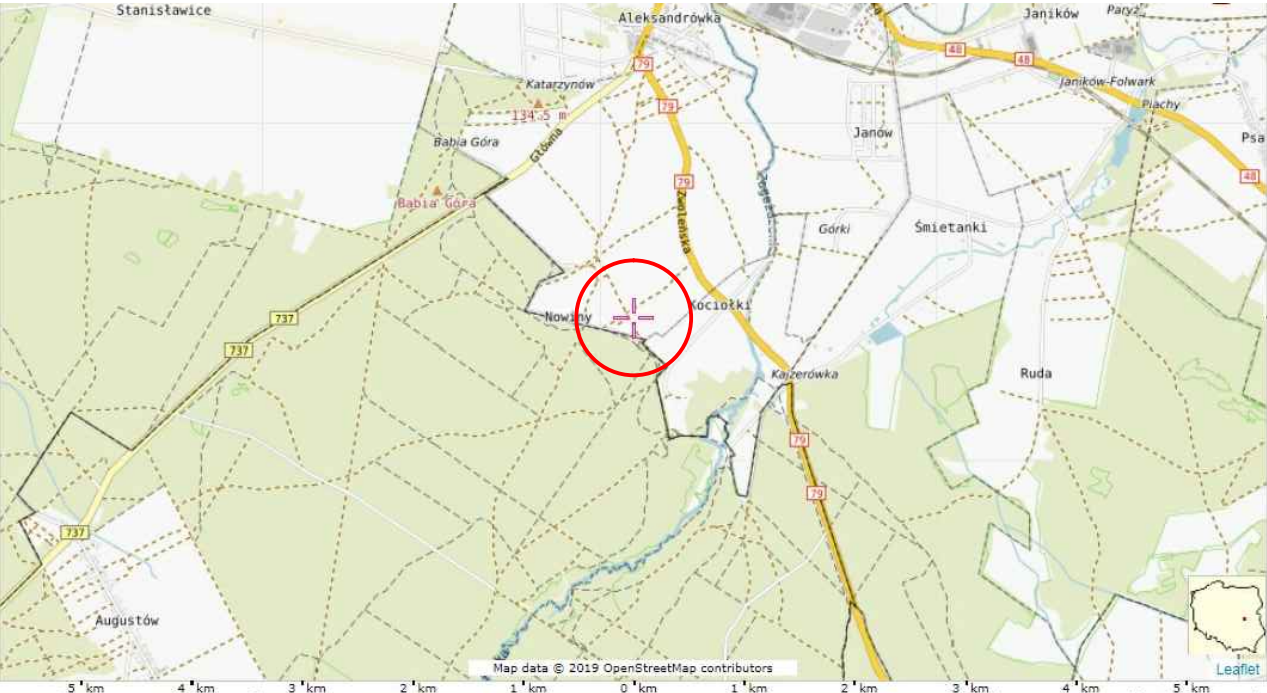 Stanisławice
Aleksandrówka
Janików
Paryż
48
48
79
Katarzynów
Janików-Folwark
134.5 m
79
Piachy
Babia Góra
Główna
Janów
Psa
79
48
Babia Góra
Zwoleńska
Zagożdżonka
Górki
Śmietanki
Kociołki
737
Nowiny
737
Kajzerówka
Ruda
79
79
737
Augustów
Map data © 2019 OpenStreetMap contributors
Leaflet
5 km 4 km 3 km 2 km 1 km 0 km 1 km 2 km 3 km 4 km 5 km